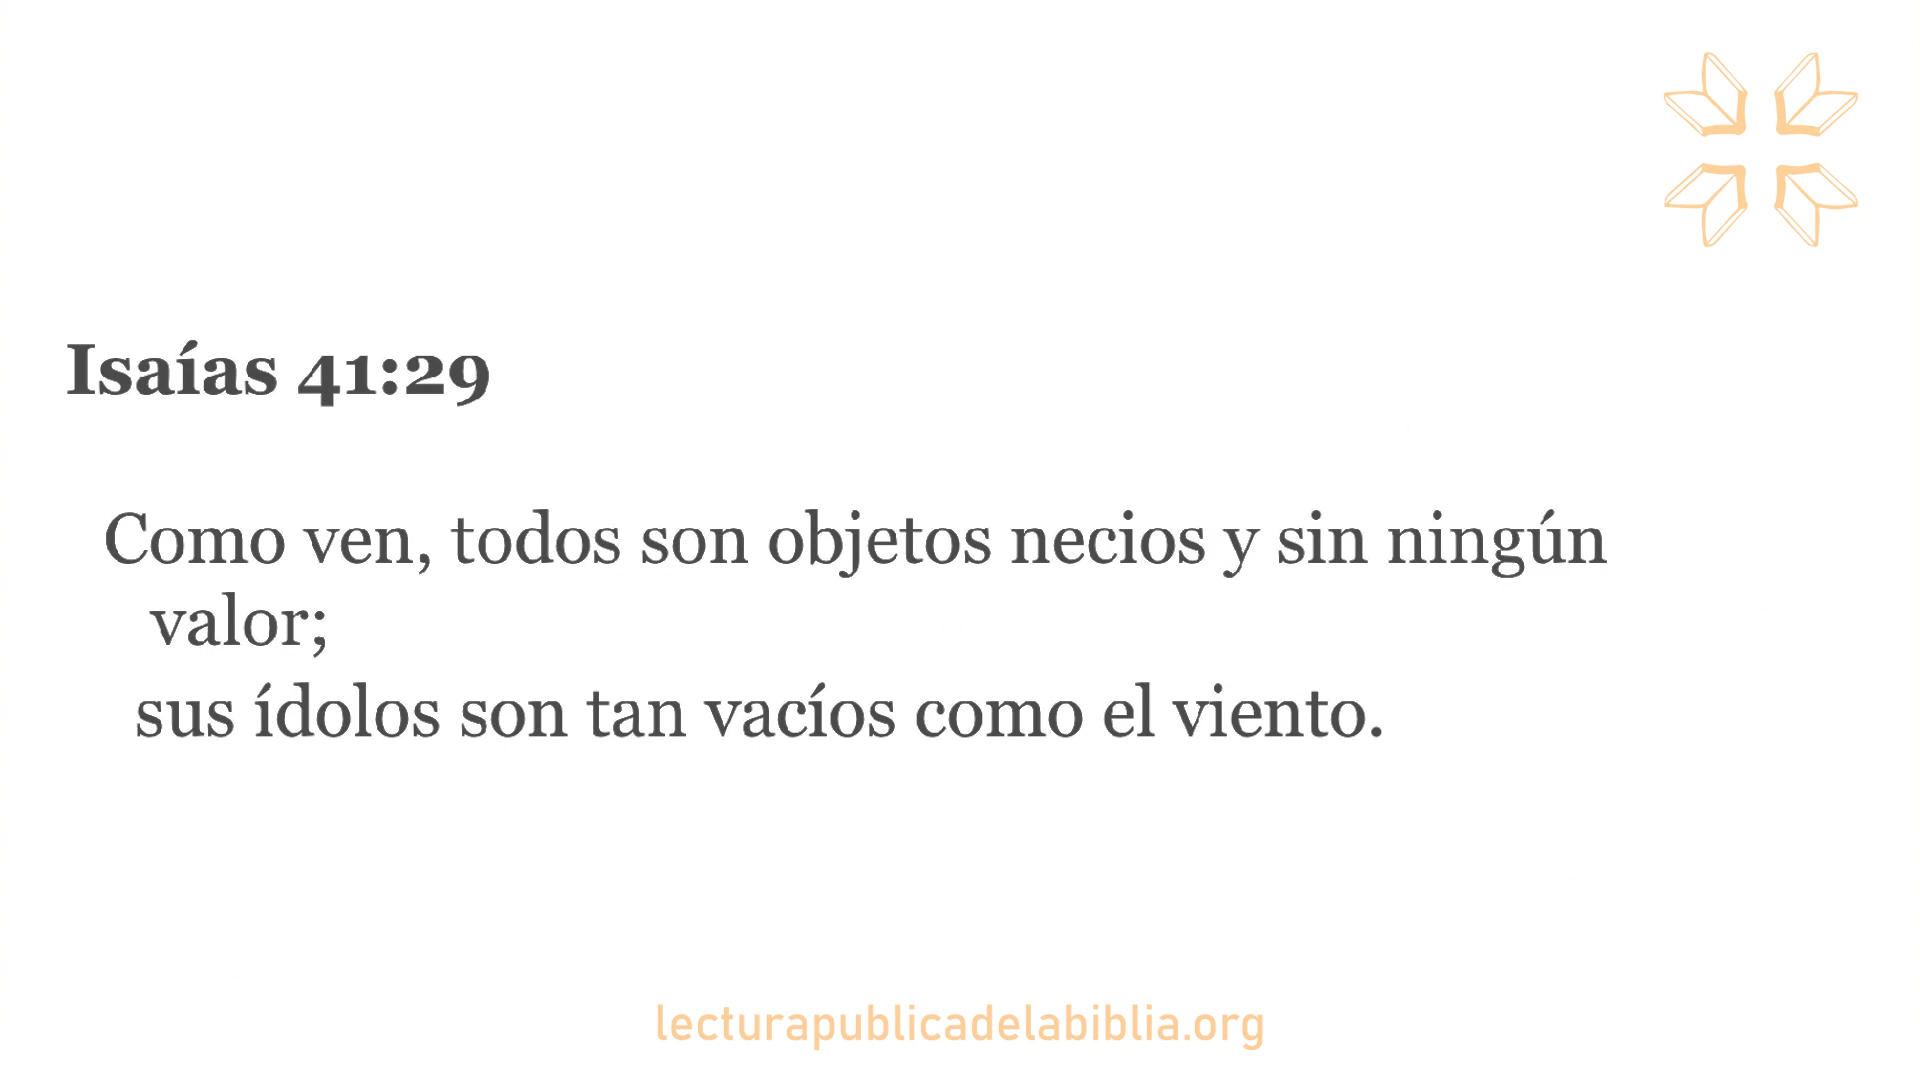 Isaías 41:29
Como ven, todos son objetos necios y sin ningún
valor;
sus ídolos son tan vacíos como el viento.
lecturapublicadelabiblia.org